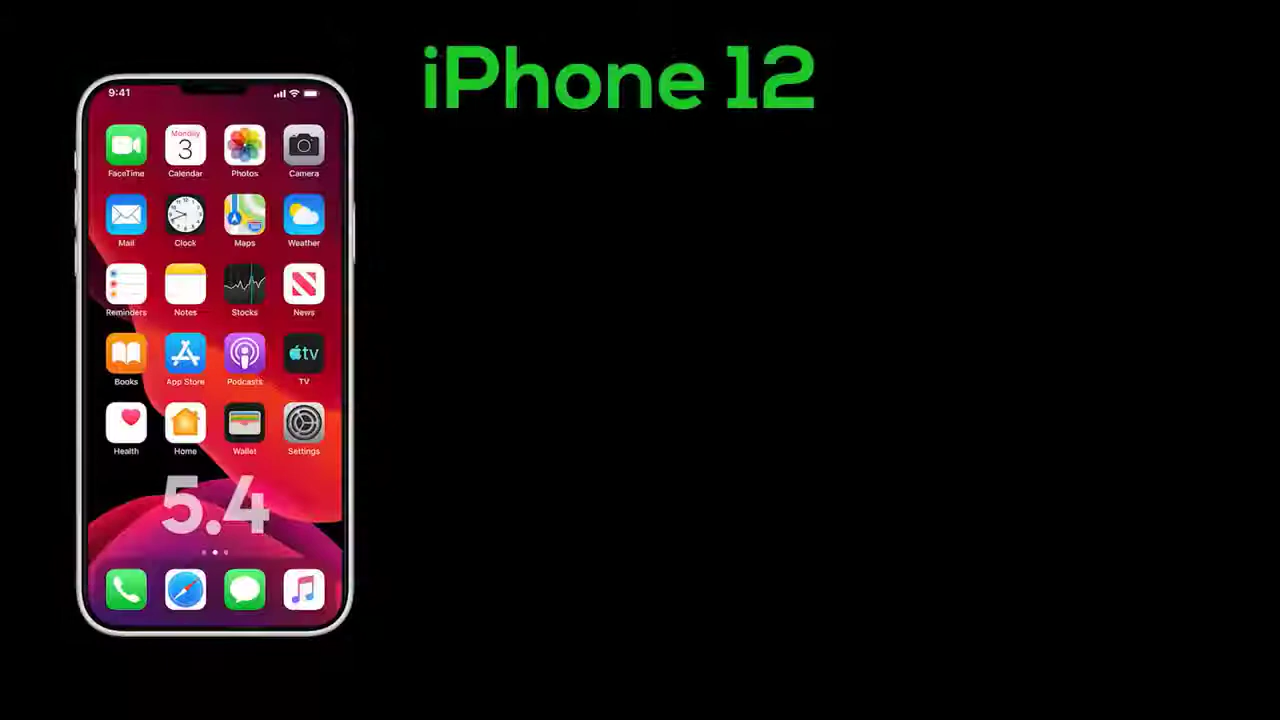 iPhone 12
9:41
Monday
3
FaceTime Calendar Photos Camera
Mail Clock Maps Weather
Reminders Notes Stocks News
tv
Books App Store Podcasts TV
Health Home Wallet Settings
5.4